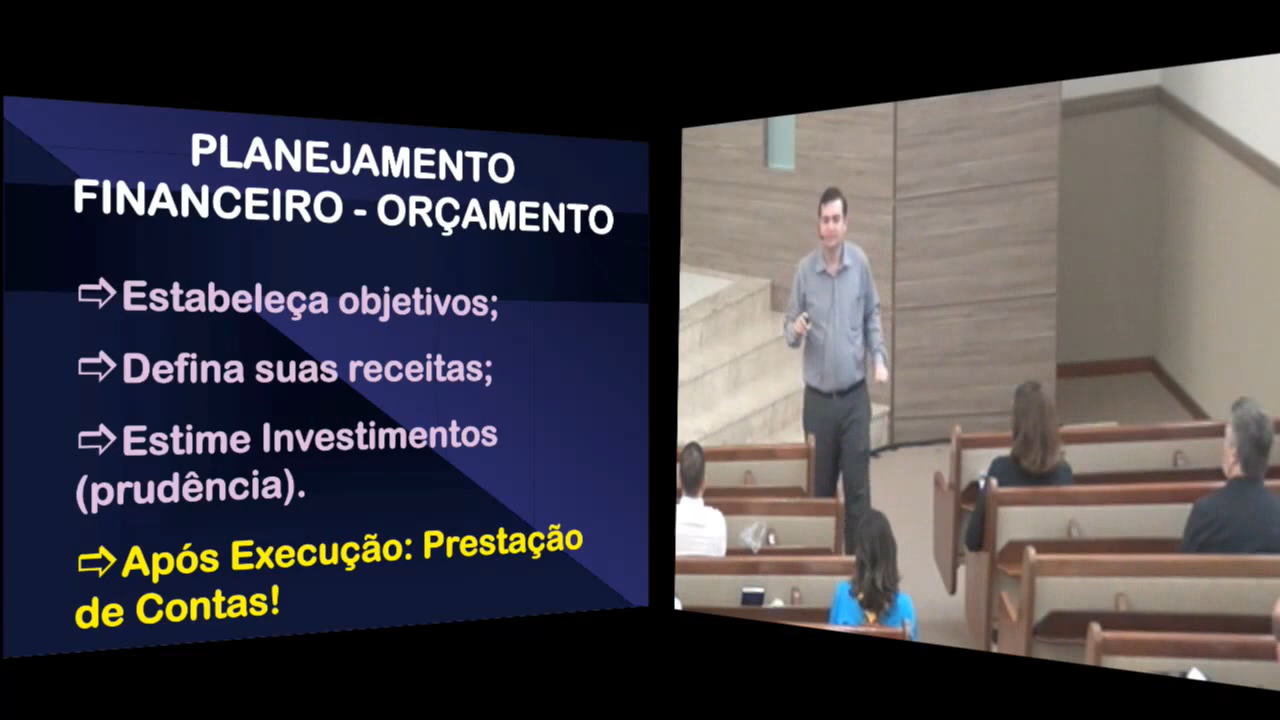 PLANEJAMENTO
FINANCEIRO - ORÇAMENTO
⇨Estabeleça objetivos;
⇨Defina suas receitas;
⇨Estime Investimentos
(prudência).
⇨Após Execução: Prestação
de Contas!